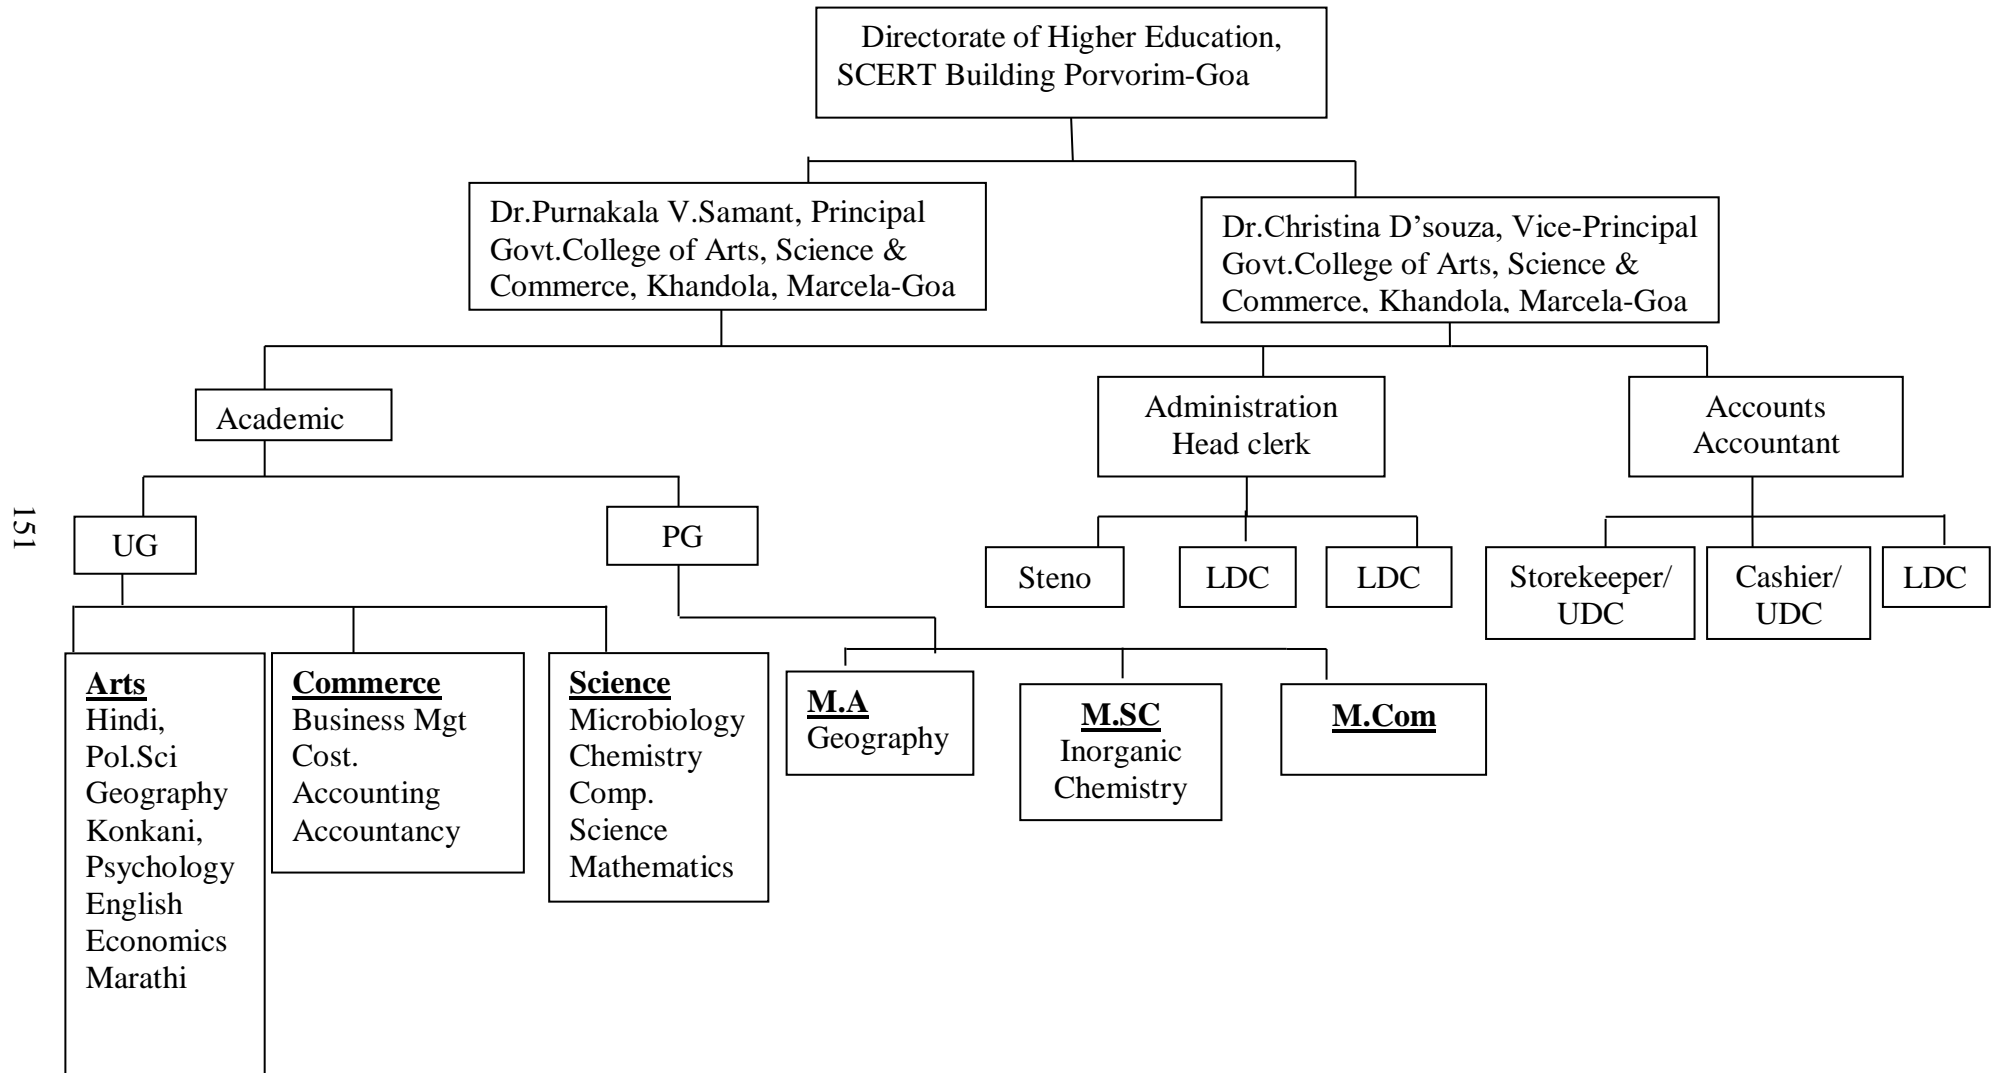 Directorate of Higher Education,
SCERT Building Porvorim-Goa
Dr.Purnakala V.Samant, Principal
Govt.College of Arts, Science &
Commerce, Khandola, Marcela-Goa
Dr.Christina D’souza, Vice-Principal
Govt.College of Arts, Science &
Commerce, Khandola, Marcela-Goa
Academic
Administration
Head clerk
Accounts
Accountant
UG
PG
Steno
LDC
LDC
Storekeeper/
UDC
Cashier/
UDC
LDC
Arts
Hindi,
Pol.Sci
Geography
Konkani,
Psychology
English
Economics
Marathi
Commerce
Business Mgt
Cost.
Accounting
Accountancy
Science
Microbiology
Chemistry
Comp.
Science
Mathematics
M.A
Geography
M.SC
Inorganic
Chemistry
M.Com
151